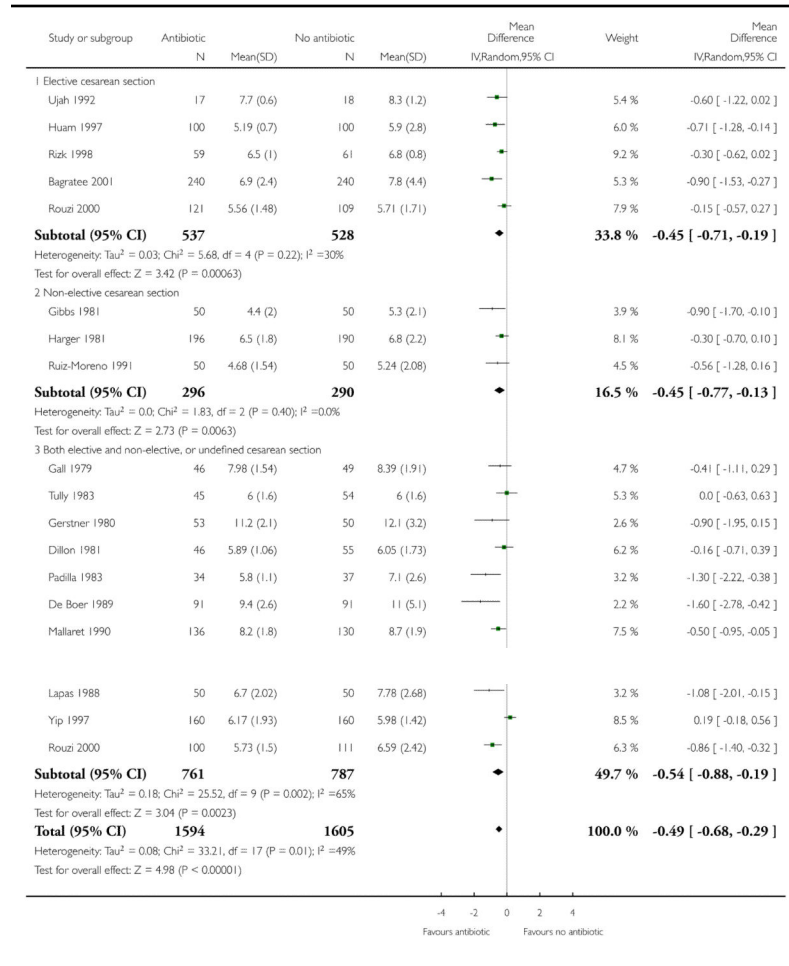 Study or subgroup Antibiotic No antibiotic Mean Difference Weight Mean Difference
N Mean(SD) N Mean(SD) IV,Random,95% CI IV,Random,95% CI
1 Elective cesarean section
Ujah 1992 17 7.7 (0.6) 18 8.3 (1.2) 5.4 % -0.60 [ -1.22, 0.02 ]
Huam 1997 100 5.19 (0.7) 100 5.9 (2.8) 6.0 % -0.71 [ -1.28, -0.14 ]
Rizk 1998 59 6.5 (1) 61 6.8 (0.8) 9.2 % -0.30 [ -0.62, 0.02 ]
Bagratee 2001 240 6.9 (2.4) 240 7.8 (4.4) 5.3 % -0.90 [ -1.53, -0.27 ]
Rouzi 2000 121 5.56 (1.48) 109 5.71 (1.71) 7.9 % -0.15 [ -0.57, 0.27 ]
Subtotal (95% CI) 537 528 33.8 % -0.45 [ -0.71, -0.19 ]
Heterogeneity: Tau² = 0.03; Chi² = 5.68, df = 4 (P = 0.22); I² =30%
Test for overall effect: Z = 3.42 (P = 0.00063)
2 Non-elective cesarean section
Gibbs 1981 50 4.4 (2) 50 5.3 (2.1) 3.9 % -0.90 [ -1.70, -0.10 ]
Harger 1981 196 6.5 (1.8) 190 6.8 (2.2) 8.1 % -0.30 [ -0.70, 0.10 ]
Ruiz-Moreno 1991 50 4.68 (1.54) 50 5.24 (2.08) 4.5 % -0.56 [ -1.28, 0.16 ]
Subtotal (95% CI) 296 290 16.5 % -0.45 [ -0.77, -0.13 ]
Heterogeneity: Tau² = 0.0; Chi² = 1.83, df = 2 (P = 0.40); I² =0.0%
Test for overall effect: Z = 2.73 (P = 0.0063)
3 Both elective and non-elective, or undefined cesarean section
Gall 1979 46 7.98 (1.54) 49 8.39 (1.91) 4.7 % -0.41 [ -1.11, 0.29 ]
Tully 1983 45 6 (1.6) 54 6 (1.6) 5.3 % 0.0 [ -0.63, 0.63 ]
Gerstner 1980 53 11.2 (2.1) 50 12.1 (3.2) 2.6 % -0.90 [ -1.95, 0.15 ]
Dillon 1981 46 5.89 (1.06) 55 6.05 (1.73) 6.2 % -0.16 [ -0.71, 0.39 ]
Padilla 1983 34 5.8 (1.1) 37 7.1 (2.6) 3.2 % -1.30 [ -2.22, -0.38 ]
De Boer 1989 91 9.4 (2.6) 91 11 (5.1) 2.2 % -1.60 [ -2.78, -0.42 ]
Mallaret 1990 136 8.2 (1.8) 130 8.7 (1.9) 7.5 % -0.50 [ -0.95, -0.05 ]
Lapas 1988 50 6.7 (2.02) 50 7.78 (2.68) 3.2 % -1.08 [ -2.01, -0.15 ]
Yip 1997 160 6.17 (1.93) 160 5.98 (1.42) 8.5 % 0.19 [ -0.18, 0.56 ]
Rouzi 2000 100 5.73 (1.5) 111 6.59 (2.42) 6.3 % -0.86 [ -1.40, -0.32 ]
Subtotal (95% CI) 761 787 49.7 % -0.54 [ -0.88, -0.19 ]
Heterogeneity: Tau² = 0.18; Chi² = 25.52, df = 9 (P = 0.002); I² =65%
Test for overall effect: Z = 3.04 (P = 0.0023)
Total (95% CI) 1594 1605 100.0 % -0.49 [ -0.68, -0.29 ]
Heterogeneity: Tau² = 0.08; Chi² = 33.21, df = 17 (P = 0.01); I² =49%
Test for overall effect: Z = 4.98 (P < 0.00001)
-4 -2 0 2 4
Favours antibiotic Favours no antibiotic